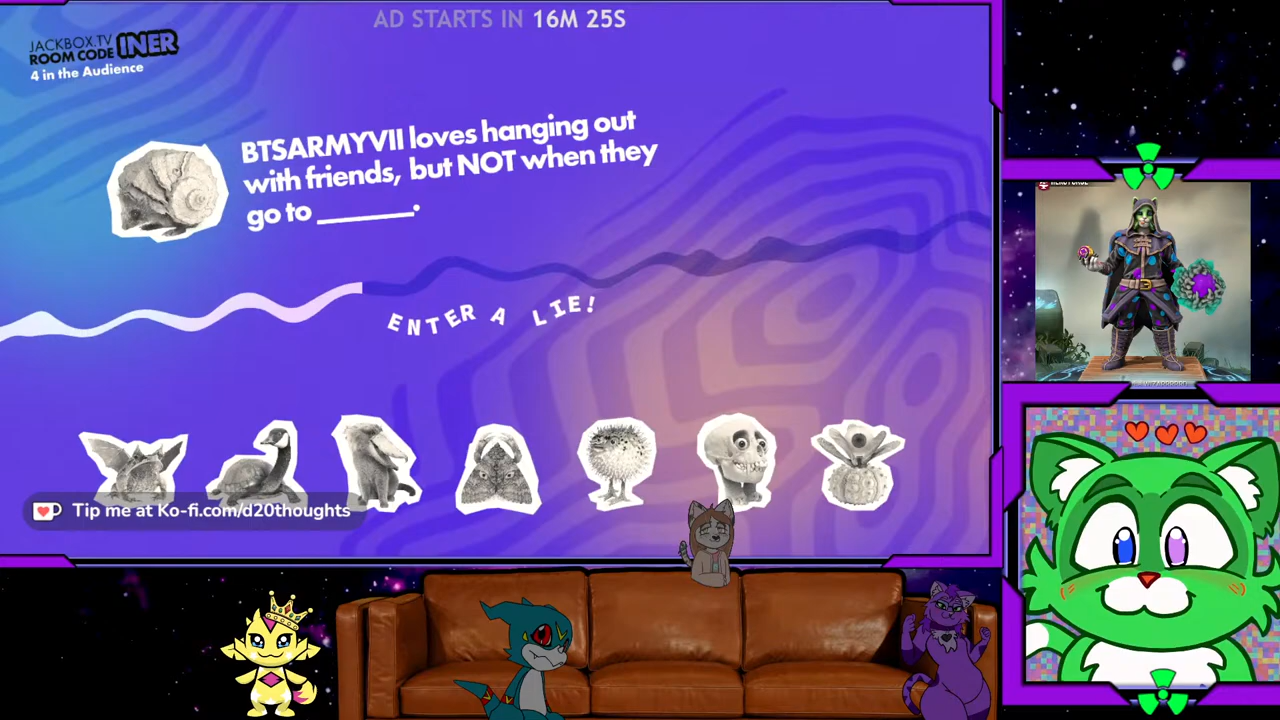 AD STARTS IN 16M 25S
JACKBOX.TV
ROOM CODE INER
4 in the Audience
BTSARMYVII loves hanging out
with friends, but NOT when they
go to ________.
ENTER A LIE!
Tip me at Ko-fi.com/d20thoughts